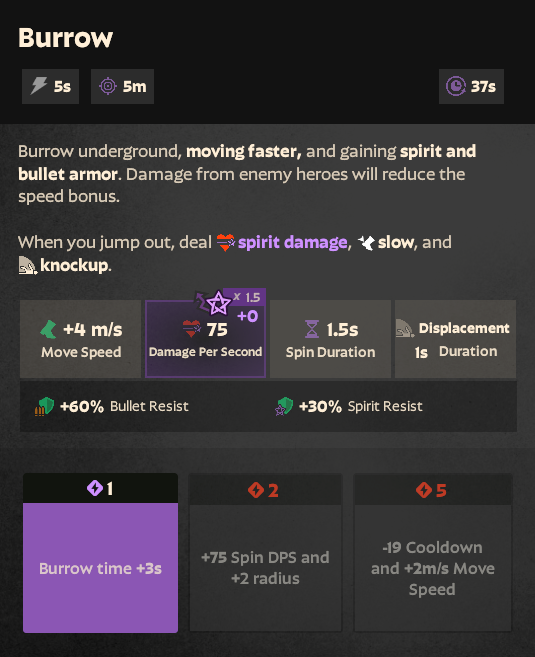 Burrow
5s 5m 37s
Burrow underground, moving faster, and gaining spirit and
bullet armor. Damage from enemy heroes will reduce the
speed bonus.
When you jump out, deal spirit damage, slow, and
knockup.
x 1.5
+0
+4 m/s
Move Speed
75
Damage Per Second
1.5s
Spin Duration
Displacement
1s Duration
+60% Bullet Resist
+30% Spirit Resist
1
Burrow time +3s
2
+75 Spin DPS and
+2 radius
5
-19 Cooldown
and +2m/s Move
Speed